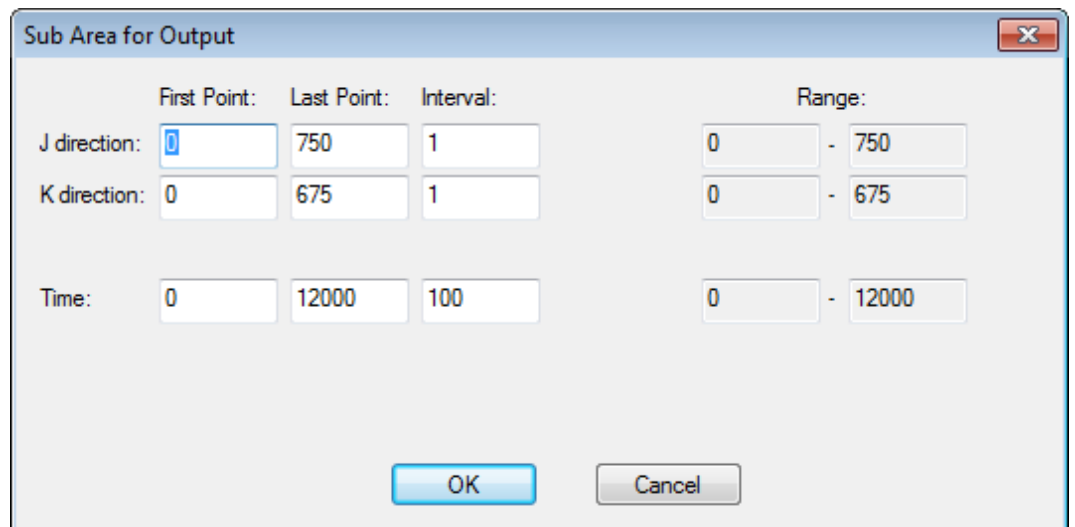 Sub Area for Output
First Point: Last Point: Interval: Range:
J direction: 0 750 1 0 - 750
K direction: 0 675 1 0 - 675
Time: 0 12000 100 0 - 12000
OK Cancel